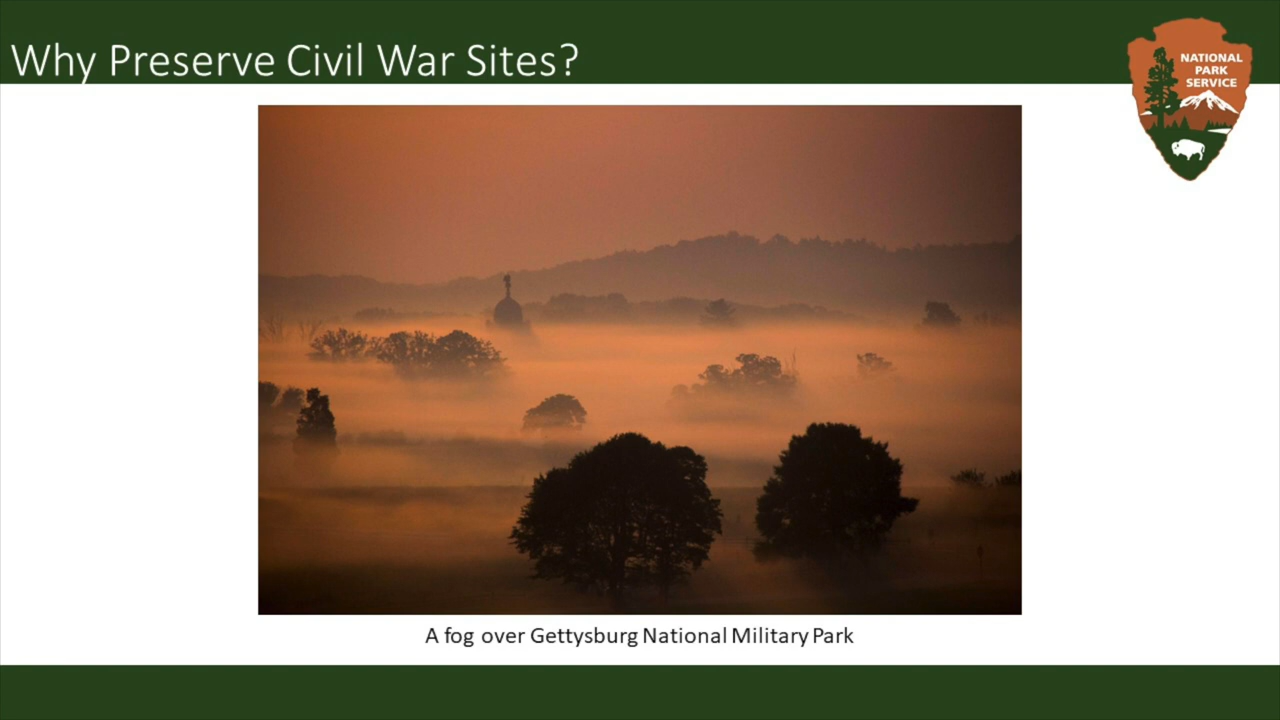 Why Preserve Civil War Sites?
NATIONAL
PARK
SERVICE
A fog over Gettysburg National Military Park